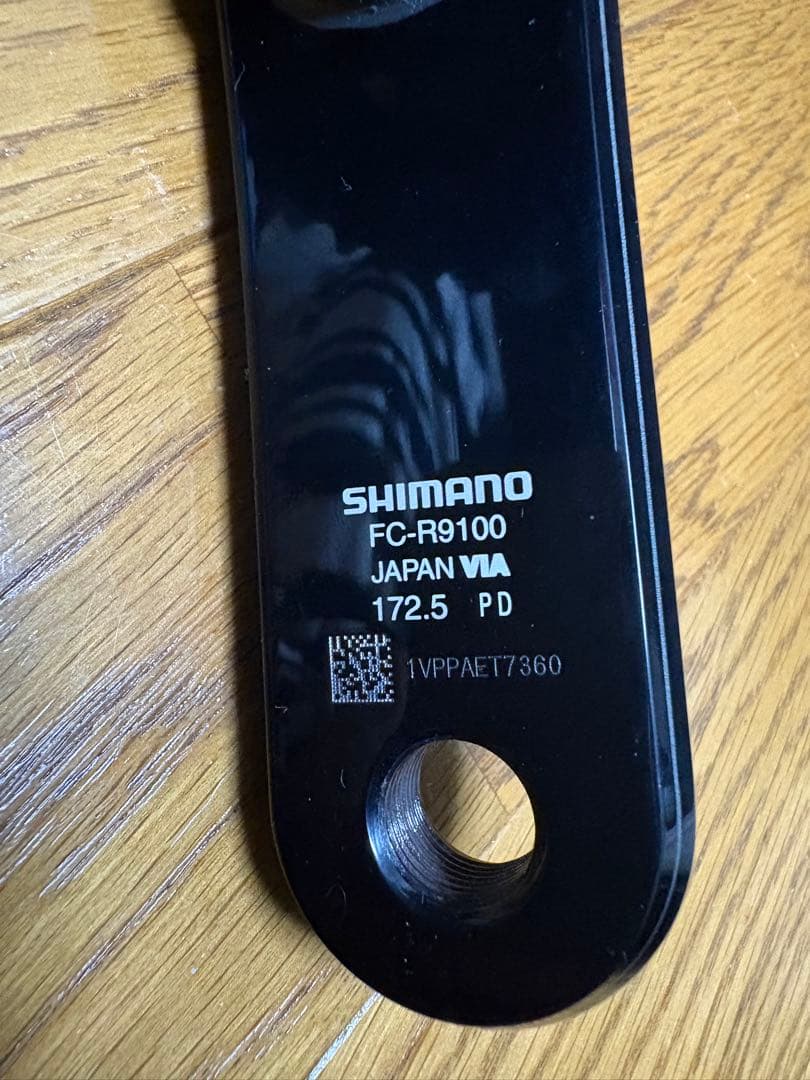 SHIMANO
FC-R9100
JAPAN VIA
172.5 PD
1VPPAET7360